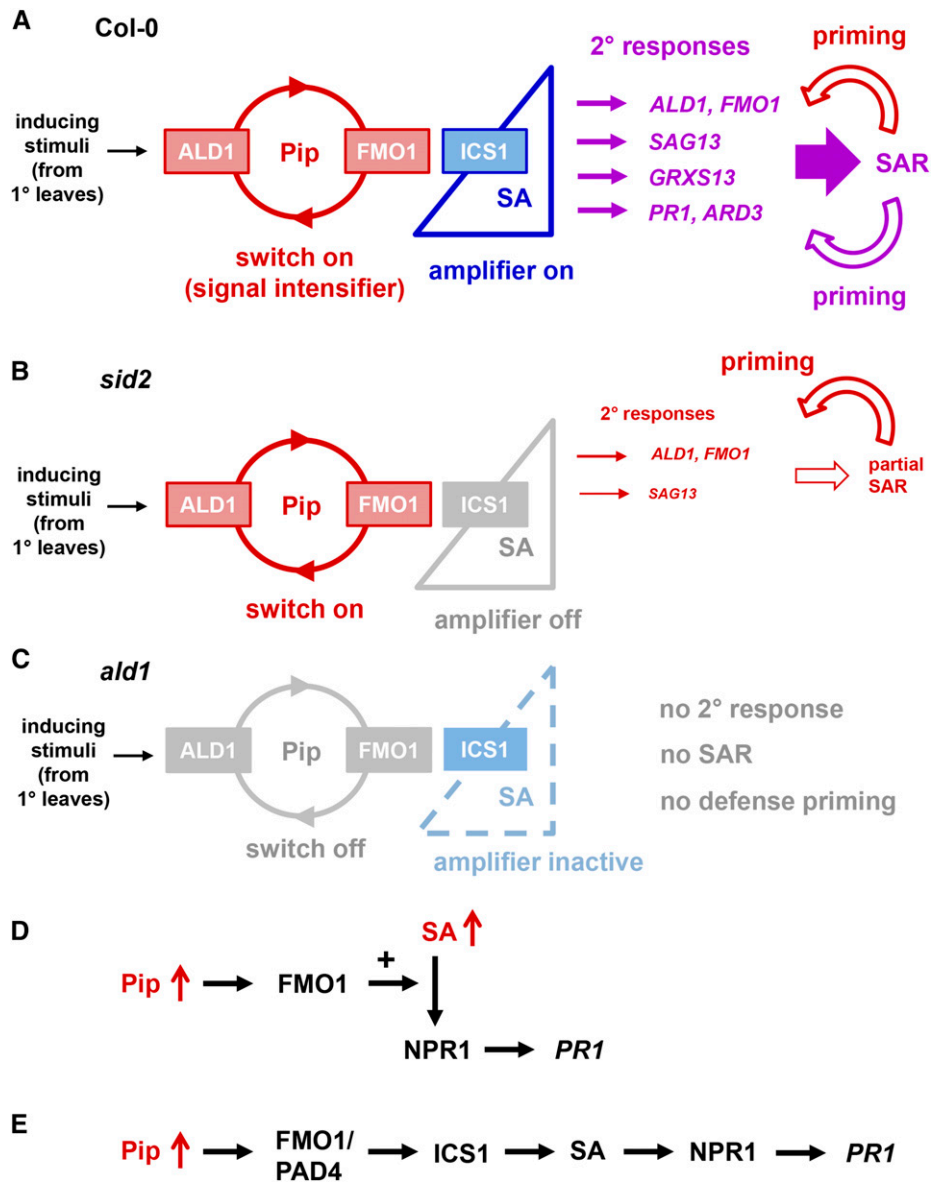 A
Col-0
inducing
stimuli
(from
1° leaves)
ALD1
Pip
FMO1
ICS1
SA
switch on
(signal intensifier)
amplifier on
2° responses
ALD1, FMO1
SAG13
GRXS13
PR1, ARD3
priming
SAR
priming
B
sid2
inducing
stimuli
(from
1° leaves)
ALD1
Pip
FMO1
ICS1
SA
switch on
amplifier off
2° responses
ALD1, FMO1
SAG13
priming
partial
SAR
C
ald1
inducing
stimuli
(from
1° leaves)
ALD1
Pip
FMO1
ICS1
SA
switch off
amplifier inactive
no 2° response
no SAR
no defense priming
D
Pip
FMO1
+
SA
NPR1
PR1
E
Pip
FMO1/
PAD4
ICS1
SA
NPR1
PR1